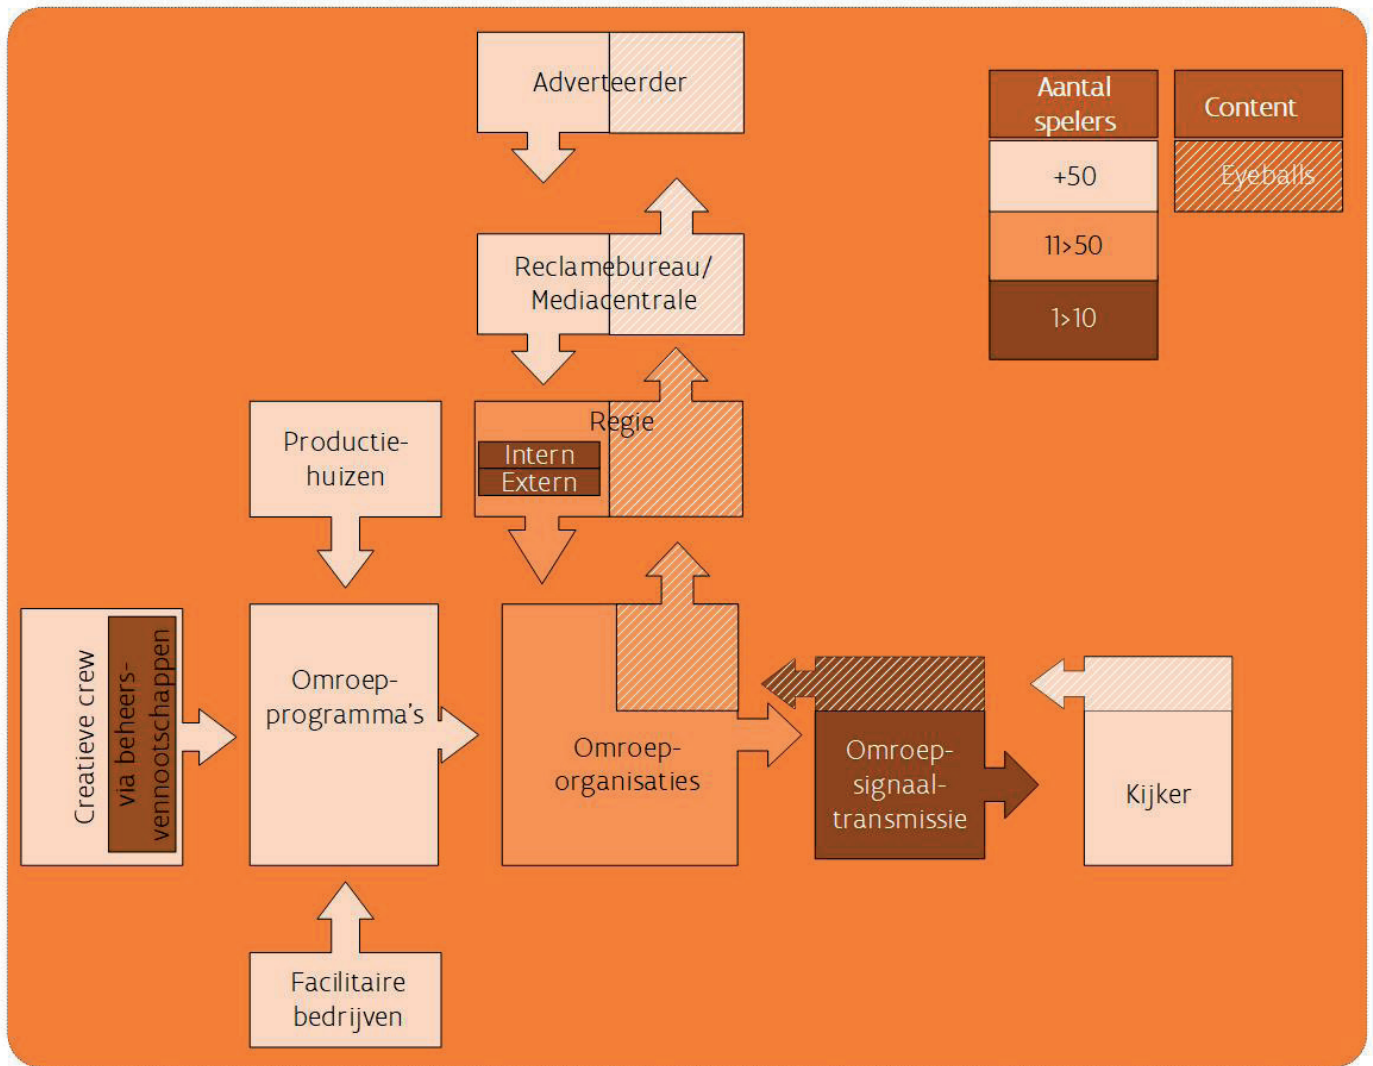 Adverteerder
Aantal
spelers
Content
+50
Eyeballs
11>50
1>10
Reclamebureau/
Mediacentrale
Regie
Intern
Extern
Productie-
huizen
Creatieve crew
via beheers-
vennootschappen
Omroep-
programma's
Omroep-
organisaties
Omroep-
signaal-
transmissie
Kijker
Facilitaire
bedrijven